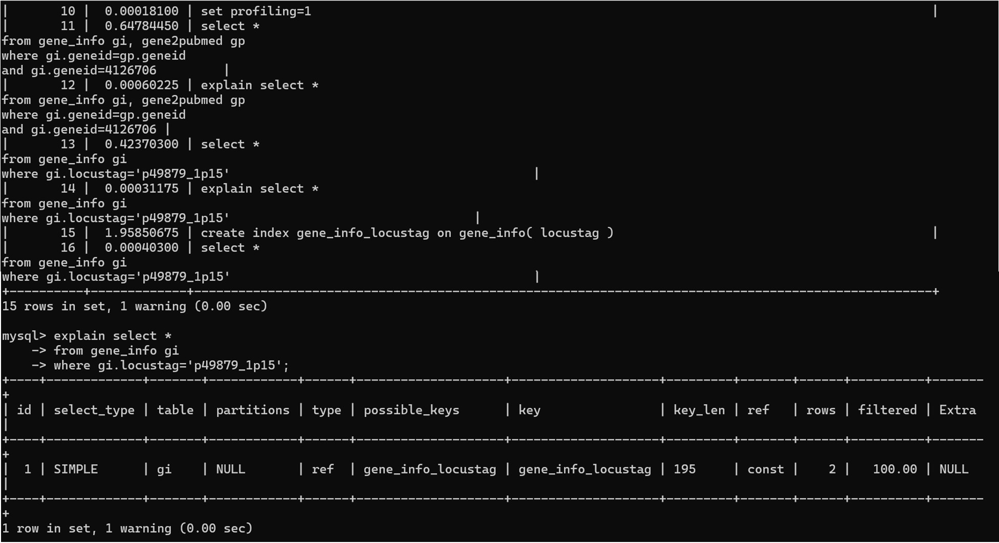 |       10 |  0.00018100 | set profiling=1                                                                                    |
|       11 |  0.64784450 | select *
from gene_info gi, gene2pubmed gp
where gi.geneid=gp.geneid
and gi.geneid=4126706         |
|       12 |  0.00060225 | explain select *
from gene_info gi, gene2pubmed gp
where gi.geneid=gp.geneid
and gi.geneid=4126706 |
|       13 |  0.42370300 | select *
from gene_info gi
where gi.locustag='p49879_1p15'                                         |
|       14 |  0.00031175 | explain select *
from gene_info gi
where gi.locustag='p49879_1p15'                                 |
|       15 |  1.95850675 | create index gene_info_locustag on gene_info( locustag )                                           |
|       16 |  0.00040300 | select *
from gene_info gi
where gi.locustag='p49879_1p15'                                         |
+----------+-------------+----------------------------------------------------------------------------------------------------+
15 rows in set, 1 warning (0.00 sec)

mysql> explain select *
    -> from gene_info gi
    -> where gi.locustag='p49879_1p15';
+----+-------------+-------+------------+------+--------------------+--------------------+---------+-------+------+----------+-------
+
| id | select_type | table | partitions | type | possible_keys      | key                | key_len | ref   | rows | filtered | Extra
|
+----+-------------+-------+------------+------+--------------------+--------------------+---------+-------+------+----------+-------
+
|  1 | SIMPLE      | gi    | NULL       | ref  | gene_info_locustag | gene_info_locustag | 195     | const |    2 |   100.00 | NULL
|
+----+-------------+-------+------------+------+--------------------+--------------------+---------+-------+------+----------+-------
+
1 row in set, 1 warning (0.00 sec)